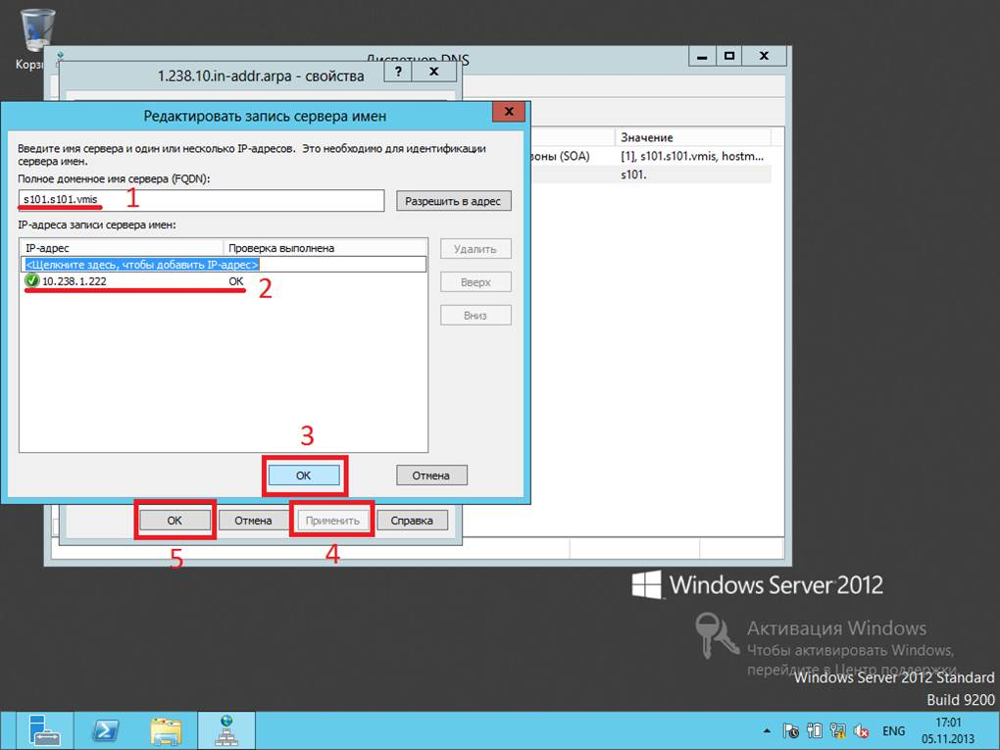 Диспетчер DNS
1.238.10.in-addr.arpa - свойства
?
Редактировать запись сервера имен
Введите имя сервера и один или несколько IP-адресов. Это необходимо для идентификации
сервера имен.
Полное доменное имя сервера (FQDN):
s101.s101.vmis
1
Разрешить в адрес
IP-адреса записи сервера имен:
IP-адрес
Проверка выполнена
<Щелкните здесь, чтобы добавить IP-адрес>
10.238.1.222
OK
2
Удалить
Вверх
Вниз
3
ОК
Отмена
Значение
[1], s101.s101.vmis, hostm...
s101.
(SOA)
ОК
Отмена
Применить
Справка
5
4
Windows Server 2012
Активация Windows
Чтобы активировать Windows,
перейдите в Центр поддержки.
Windows Server 2012 Standard
Build 9200
ENG
17:01
05.11.2013